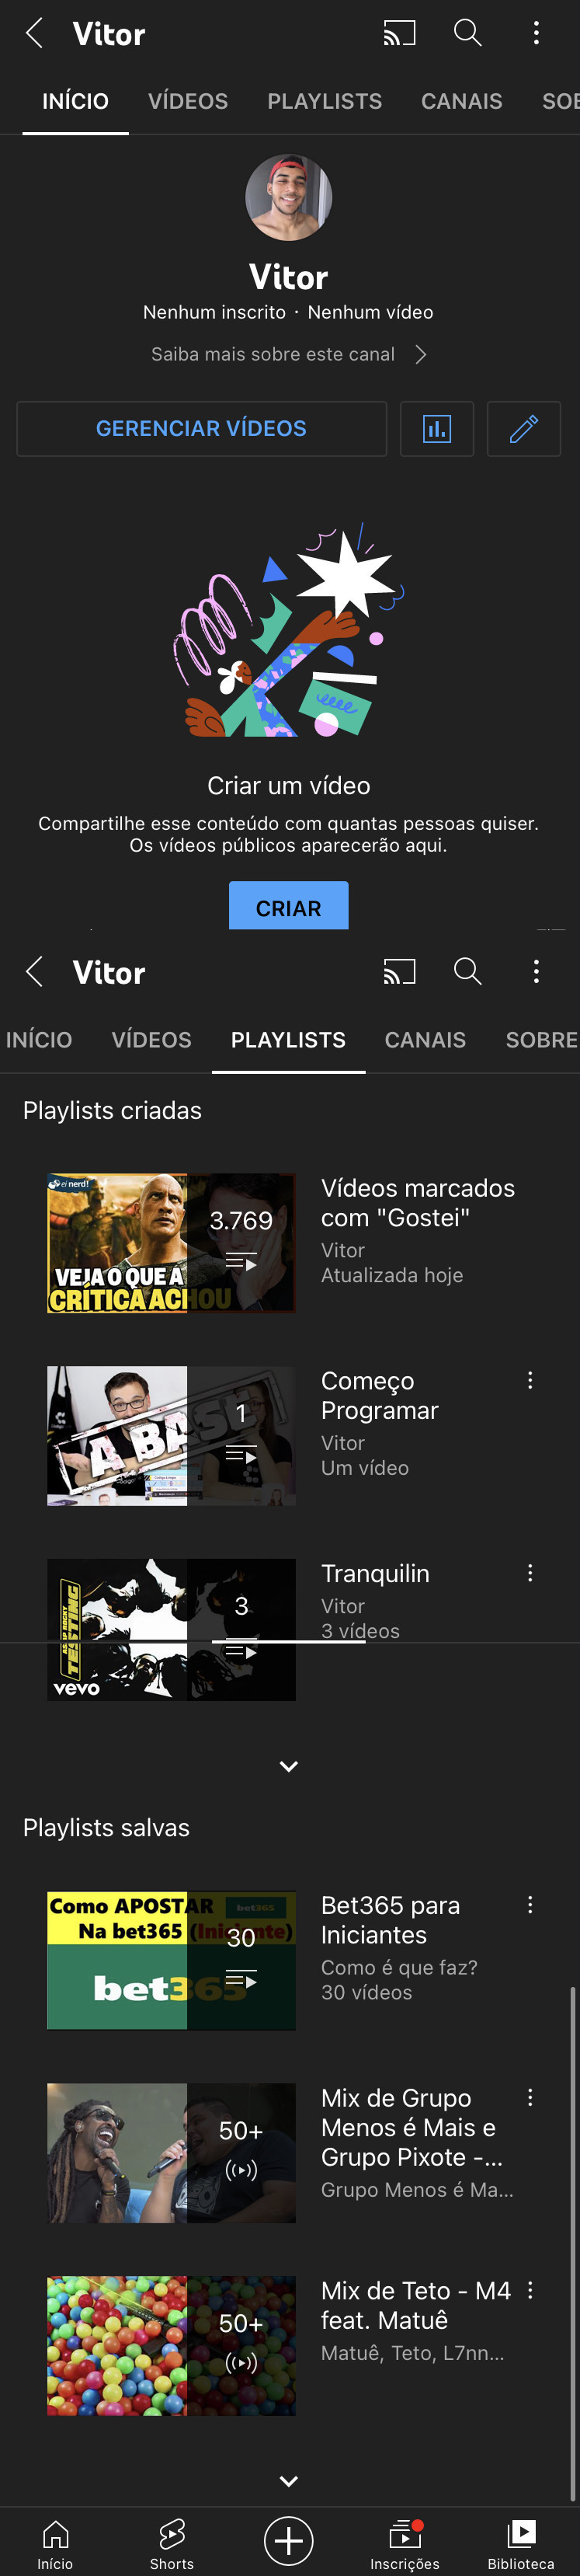 Vitor
INÍCIO VÍDEOS PLAYLISTS CANAIS
Vitor
Nenhum inscrito · Nenhum vídeo
Saiba mais sobre este canal
GERENCIAR VÍDEOS
Criar um vídeo
Compartilhe esse conteúdo com quantas pessoas quiser.
Os vídeos públicos aparecerão aqui.
CRIAR
Vitor
INÍCIO VÍDEOS PLAYLISTS CANAIS SOBRE
Playlists criadas
ei nerd!
VEJA O QUE A
CRÍTICA ACHOU
3.769
Vídeos marcados
com "Gostei"
Vitor
Atualizada hoje
A BASE
1
Começo
Programar
Vitor
Um vídeo
TESTING
vevo
3
Tranquilin
Vitor
3 vídeos
Playlists salvas
Como APOSTAR
Na bet365 (Iniciante)
bet365
bet365
30
Bet365 para
Iniciantes
Como é que faz?
30 vídeos
50+
Mix de Grupo
Menos é Mais e
Grupo Pixote -...
Grupo Menos é Ma...
50+
Mix de Teto - M4
feat. Matuê
Matuê, Teto, L7nn...
Início Shorts Inscrições Biblioteca